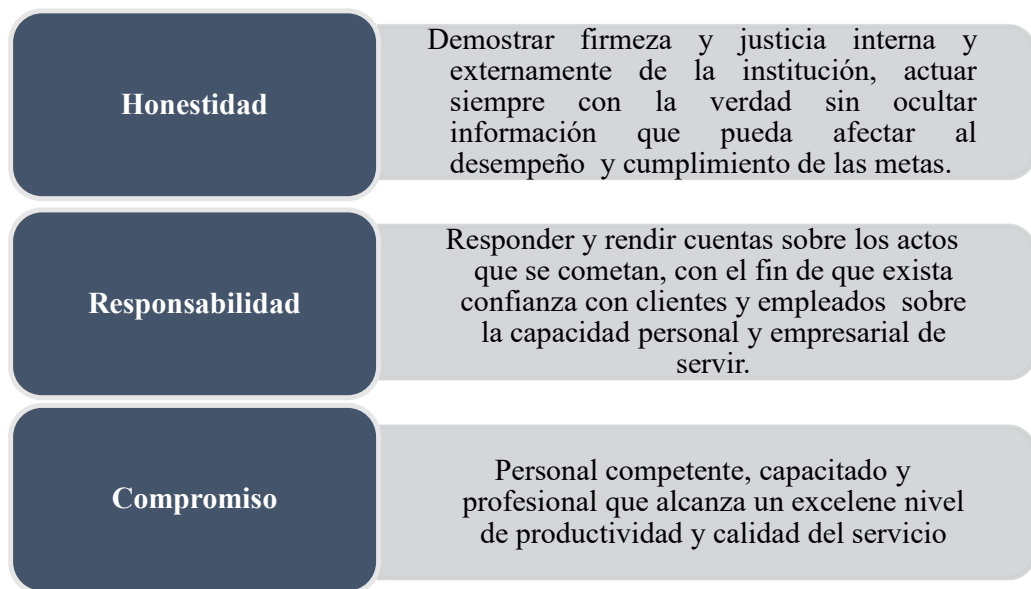 Honestidad
Demostrar firmeza y justicia interna y
externamente de la institución, actuar
siempre con la verdad sin ocultar
información que pueda afectar al
desempeño y cumplimiento de las metas.
Responsabilidad
Responder y rendir cuentas sobre los actos
que se cometan, con el fin de que exista
confianza con clientes y empleados sobre
la capacidad personal y empresarial de
servir.
Compromiso
Personal competente, capacitado y
profesional que alcanza un excelene nivel
de productividad y calidad del servicio